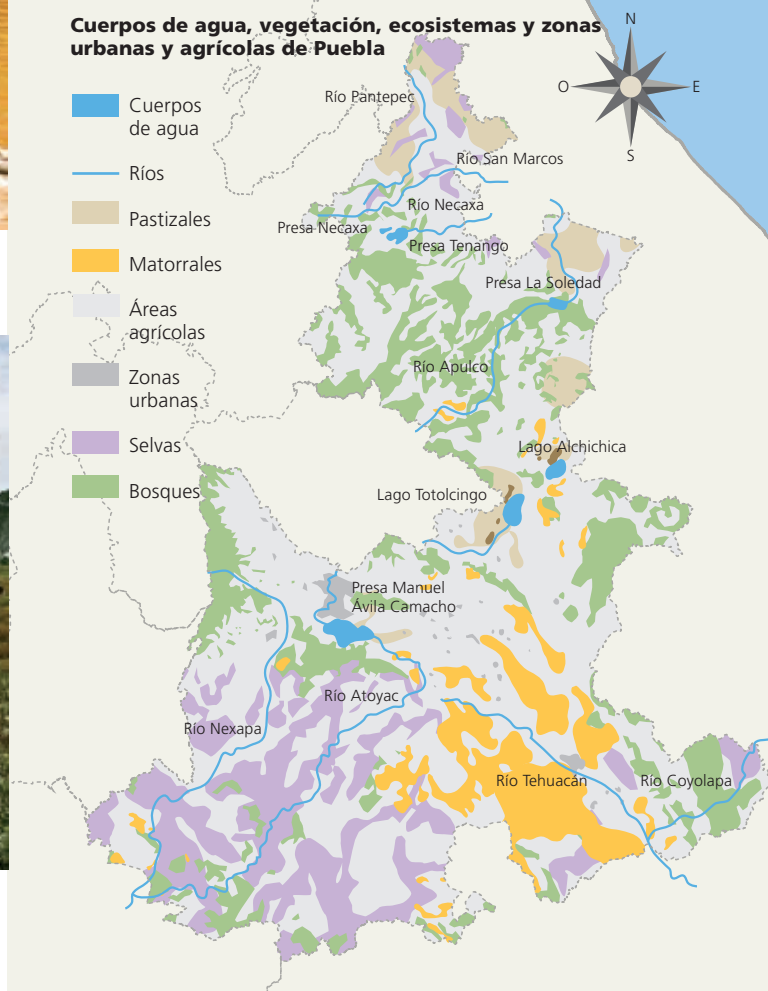 Cuerpos de agua, vegetación, ecosistemas y zonas
urbanas y agrícolas de Puebla
N
O
E
S
Cuerpos
de agua
Ríos
Pastizales
Matorrales
Áreas
agrícolas
Zonas
urbanas
Selvas
Bosques
Río Pantepec
Río San Marcos
Río Necaxa
Presa Necaxa
Presa Tenango
Presa La Soledad
Río Apulco
Lago Alchichica
Lago Totolcingo
Presa Manuel
Ávila Camacho
Río Atoyac
Río Nexapa
Río Tehuacán
Río Coyolapa